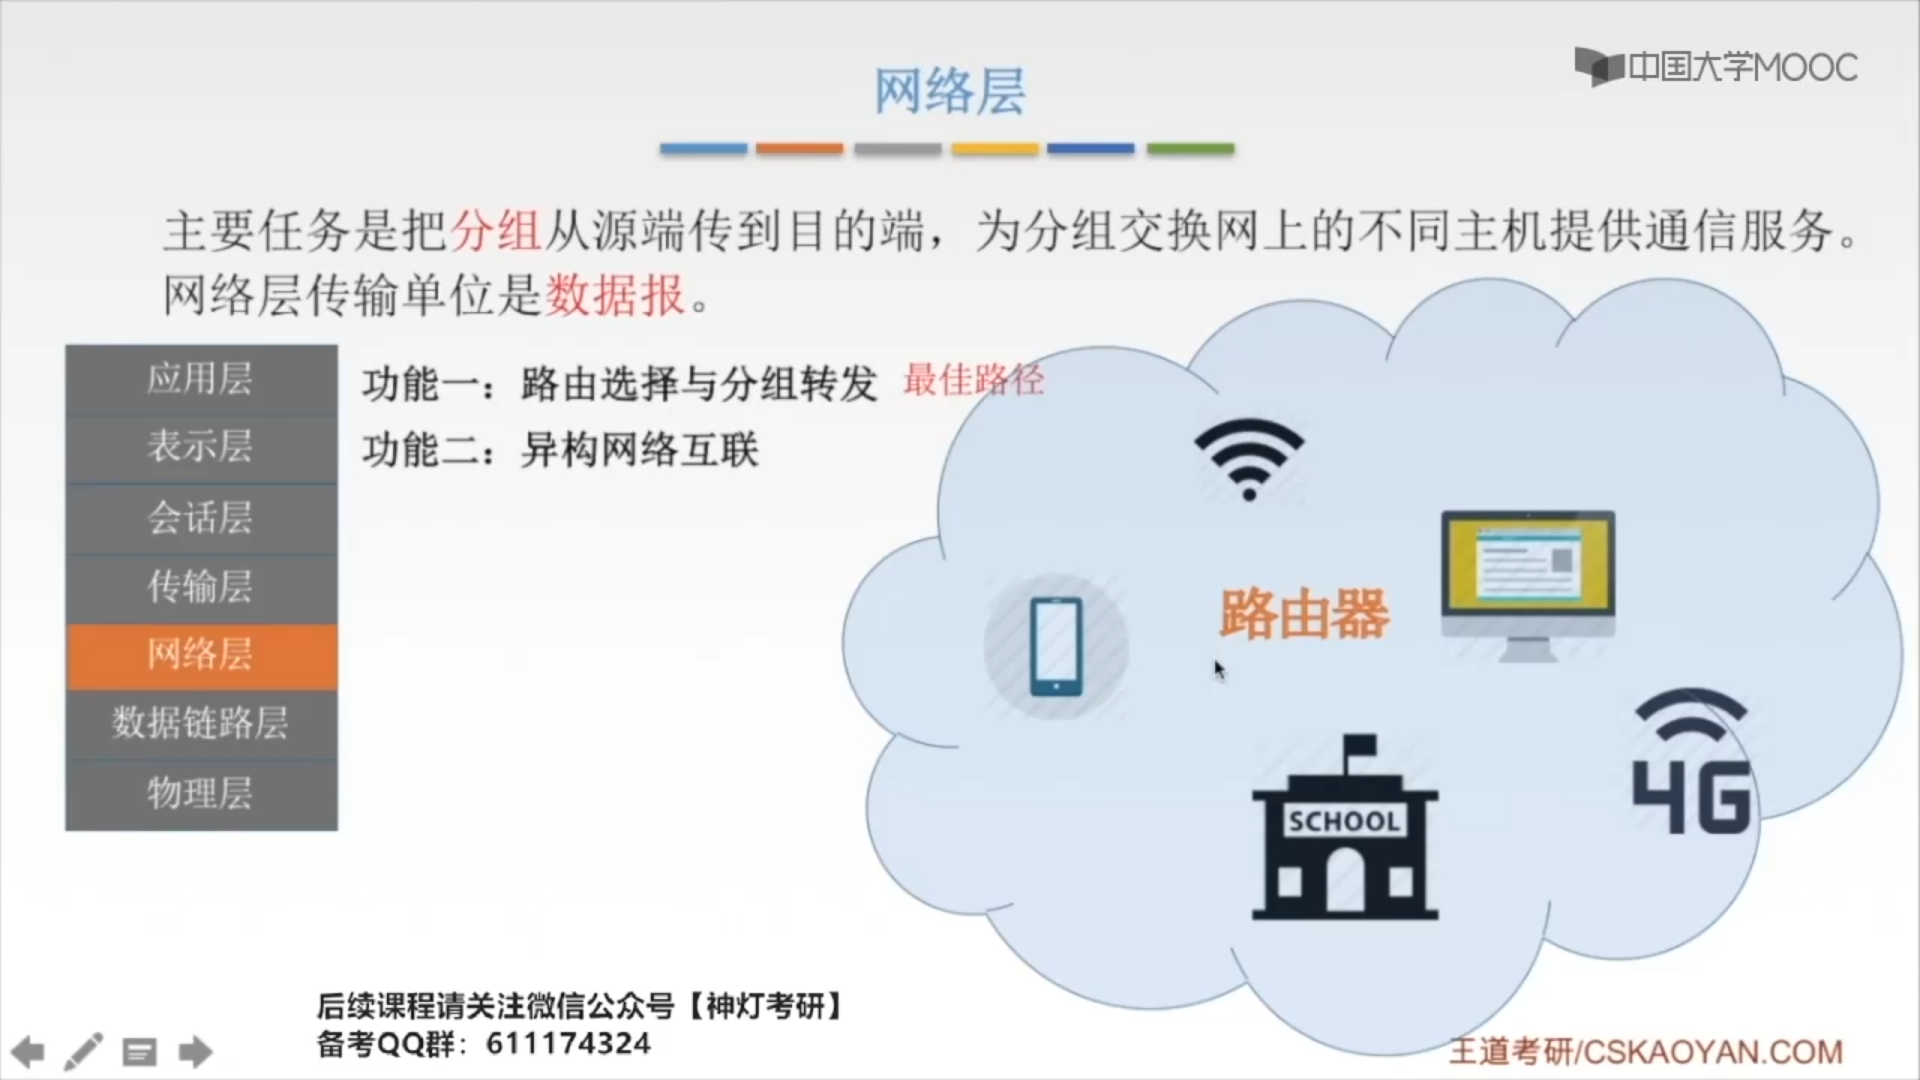 中国大学MOOC
网络层
主要任务是把分组从源端传到目的端，为分组交换网上的不同主机提供通信服务。
网络层传输单位是数据报。
应用层
表示层
会话层
传输层
网络层
数据链路层
物理层
功能一：路由选择与分组转发 最佳路径
功能二：异构网络互联
路由器
SCHOOL
4G
后续课程请关注微信公众号【神灯考研】
备考QQ群：611174324
王道考研/CSKAOYAN.COM